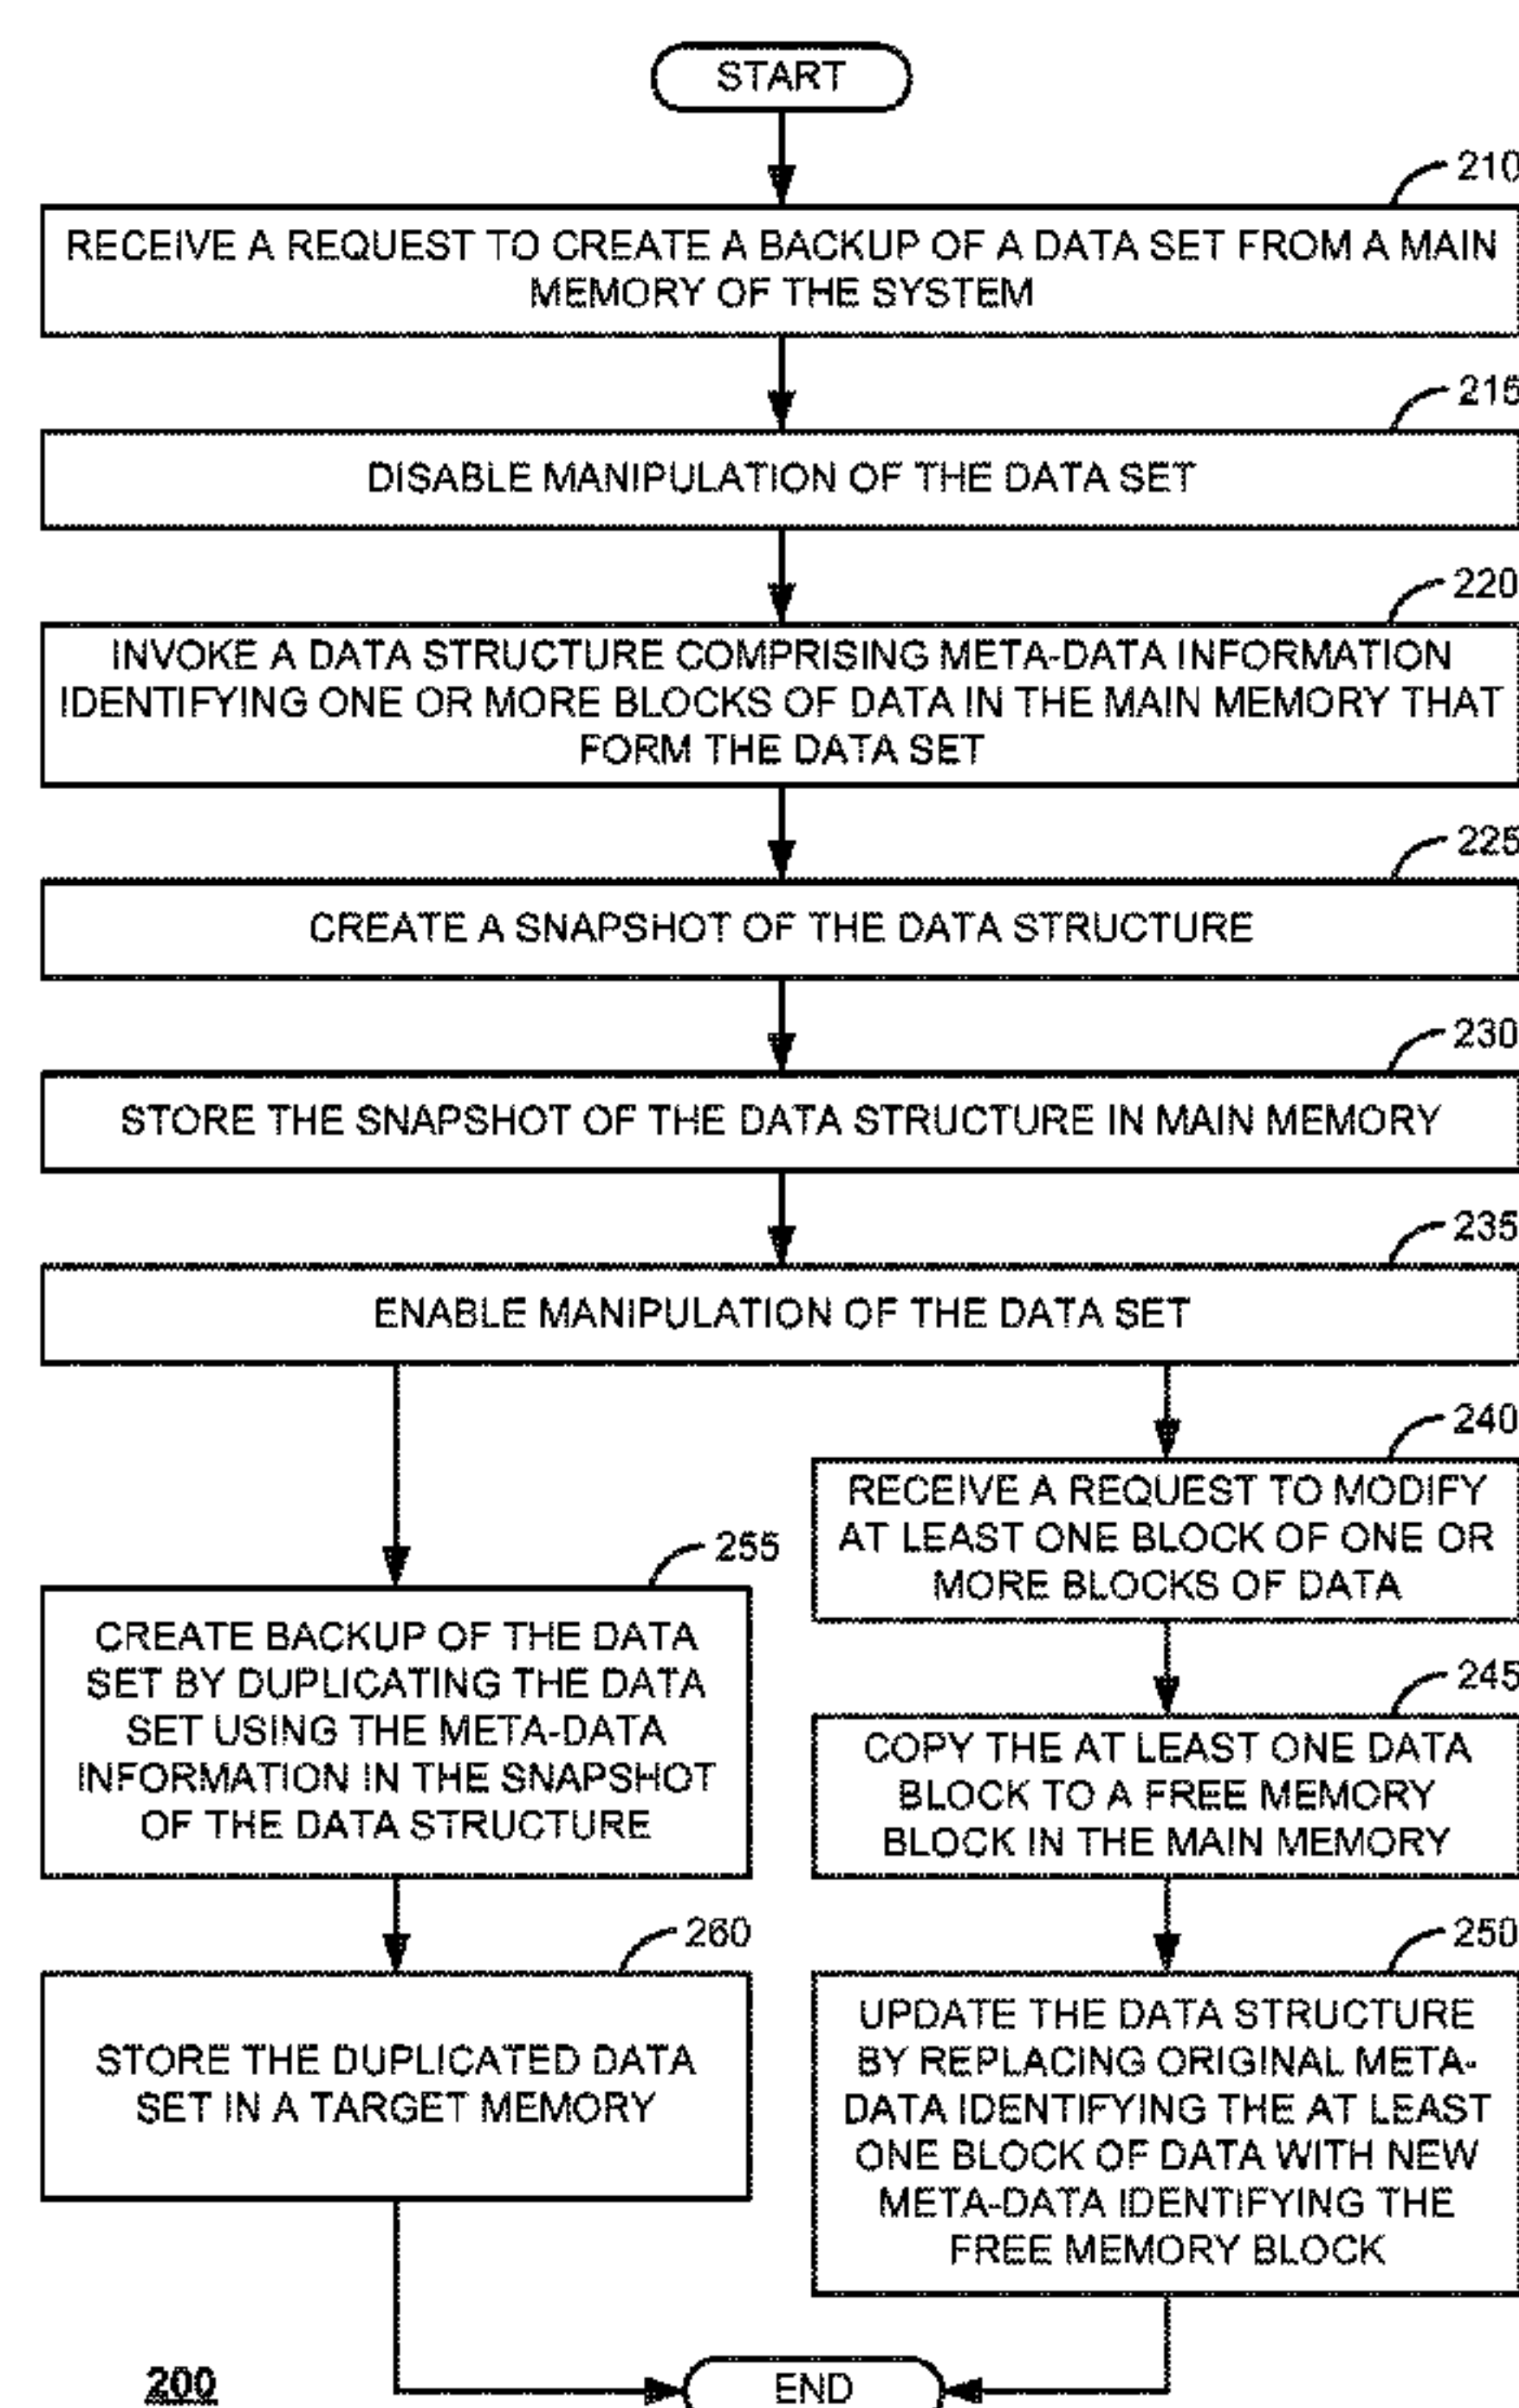 START
210
RECEIVE A REQUEST TO CREATE A BACKUP OF A DATA SET FROM A MAIN
MEMORY OF THE SYSTEM
215
DISABLE MANIPULATION OF THE DATA SET
220
INVOKE A DATA STRUCTURE COMPRISING META-DATA INFORMATION
IDENTIFYING ONE OR MORE BLOCKS OF DATA IN THE MAIN MEMORY THAT
FORM THE DATA SET
225
CREATE A SNAPSHOT OF THE DATA STRUCTURE
230
STORE THE SNAPSHOT OF THE DATA STRUCTURE IN MAIN MEMORY
235
ENABLE MANIPULATION OF THE DATA SET
255
CREATE BACKUP OF THE DATA
SET BY DUPLICATING THE DATA
SET USING THE META-DATA
INFORMATION IN THE SNAPSHOT
OF THE DATA STRUCTURE
260
STORE THE DUPLICATED DATA
SET IN A TARGET MEMORY
240
RECEIVE A REQUEST TO MODIFY
AT LEAST ONE BLOCK OF ONE OR
MORE BLOCKS OF DATA
245
COPY THE AT LEAST ONE DATA
BLOCK TO A FREE MEMORY
BLOCK IN THE MAIN MEMORY
250
UPDATE THE DATA STRUCTURE
BY REPLACING ORIGINAL META-
DATA IDENTIFYING THE AT LEAST
ONE BLOCK OF DATA WITH NEW
META-DATA IDENTIFYING THE
FREE MEMORY BLOCK
200
END